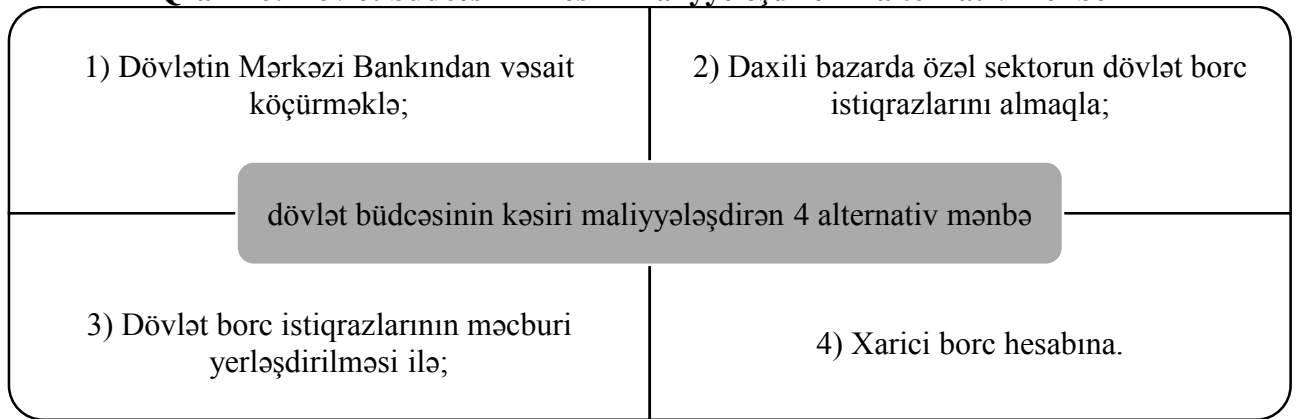 1) Dövlətin Mərkəzi Bankından vəsait
köçürməklə;
2) Daxili bazarda özəl sektorun dövlət borc
istiqrazlarını almaqla;
dövlət büdcəsinin kəsiri maliyyələşdirən 4 alternativ mənbə
3) Dövlət borc istiqrazlarının məcburi
yerləşdirilməsi ilə;
4) Xarici borc hesabına.